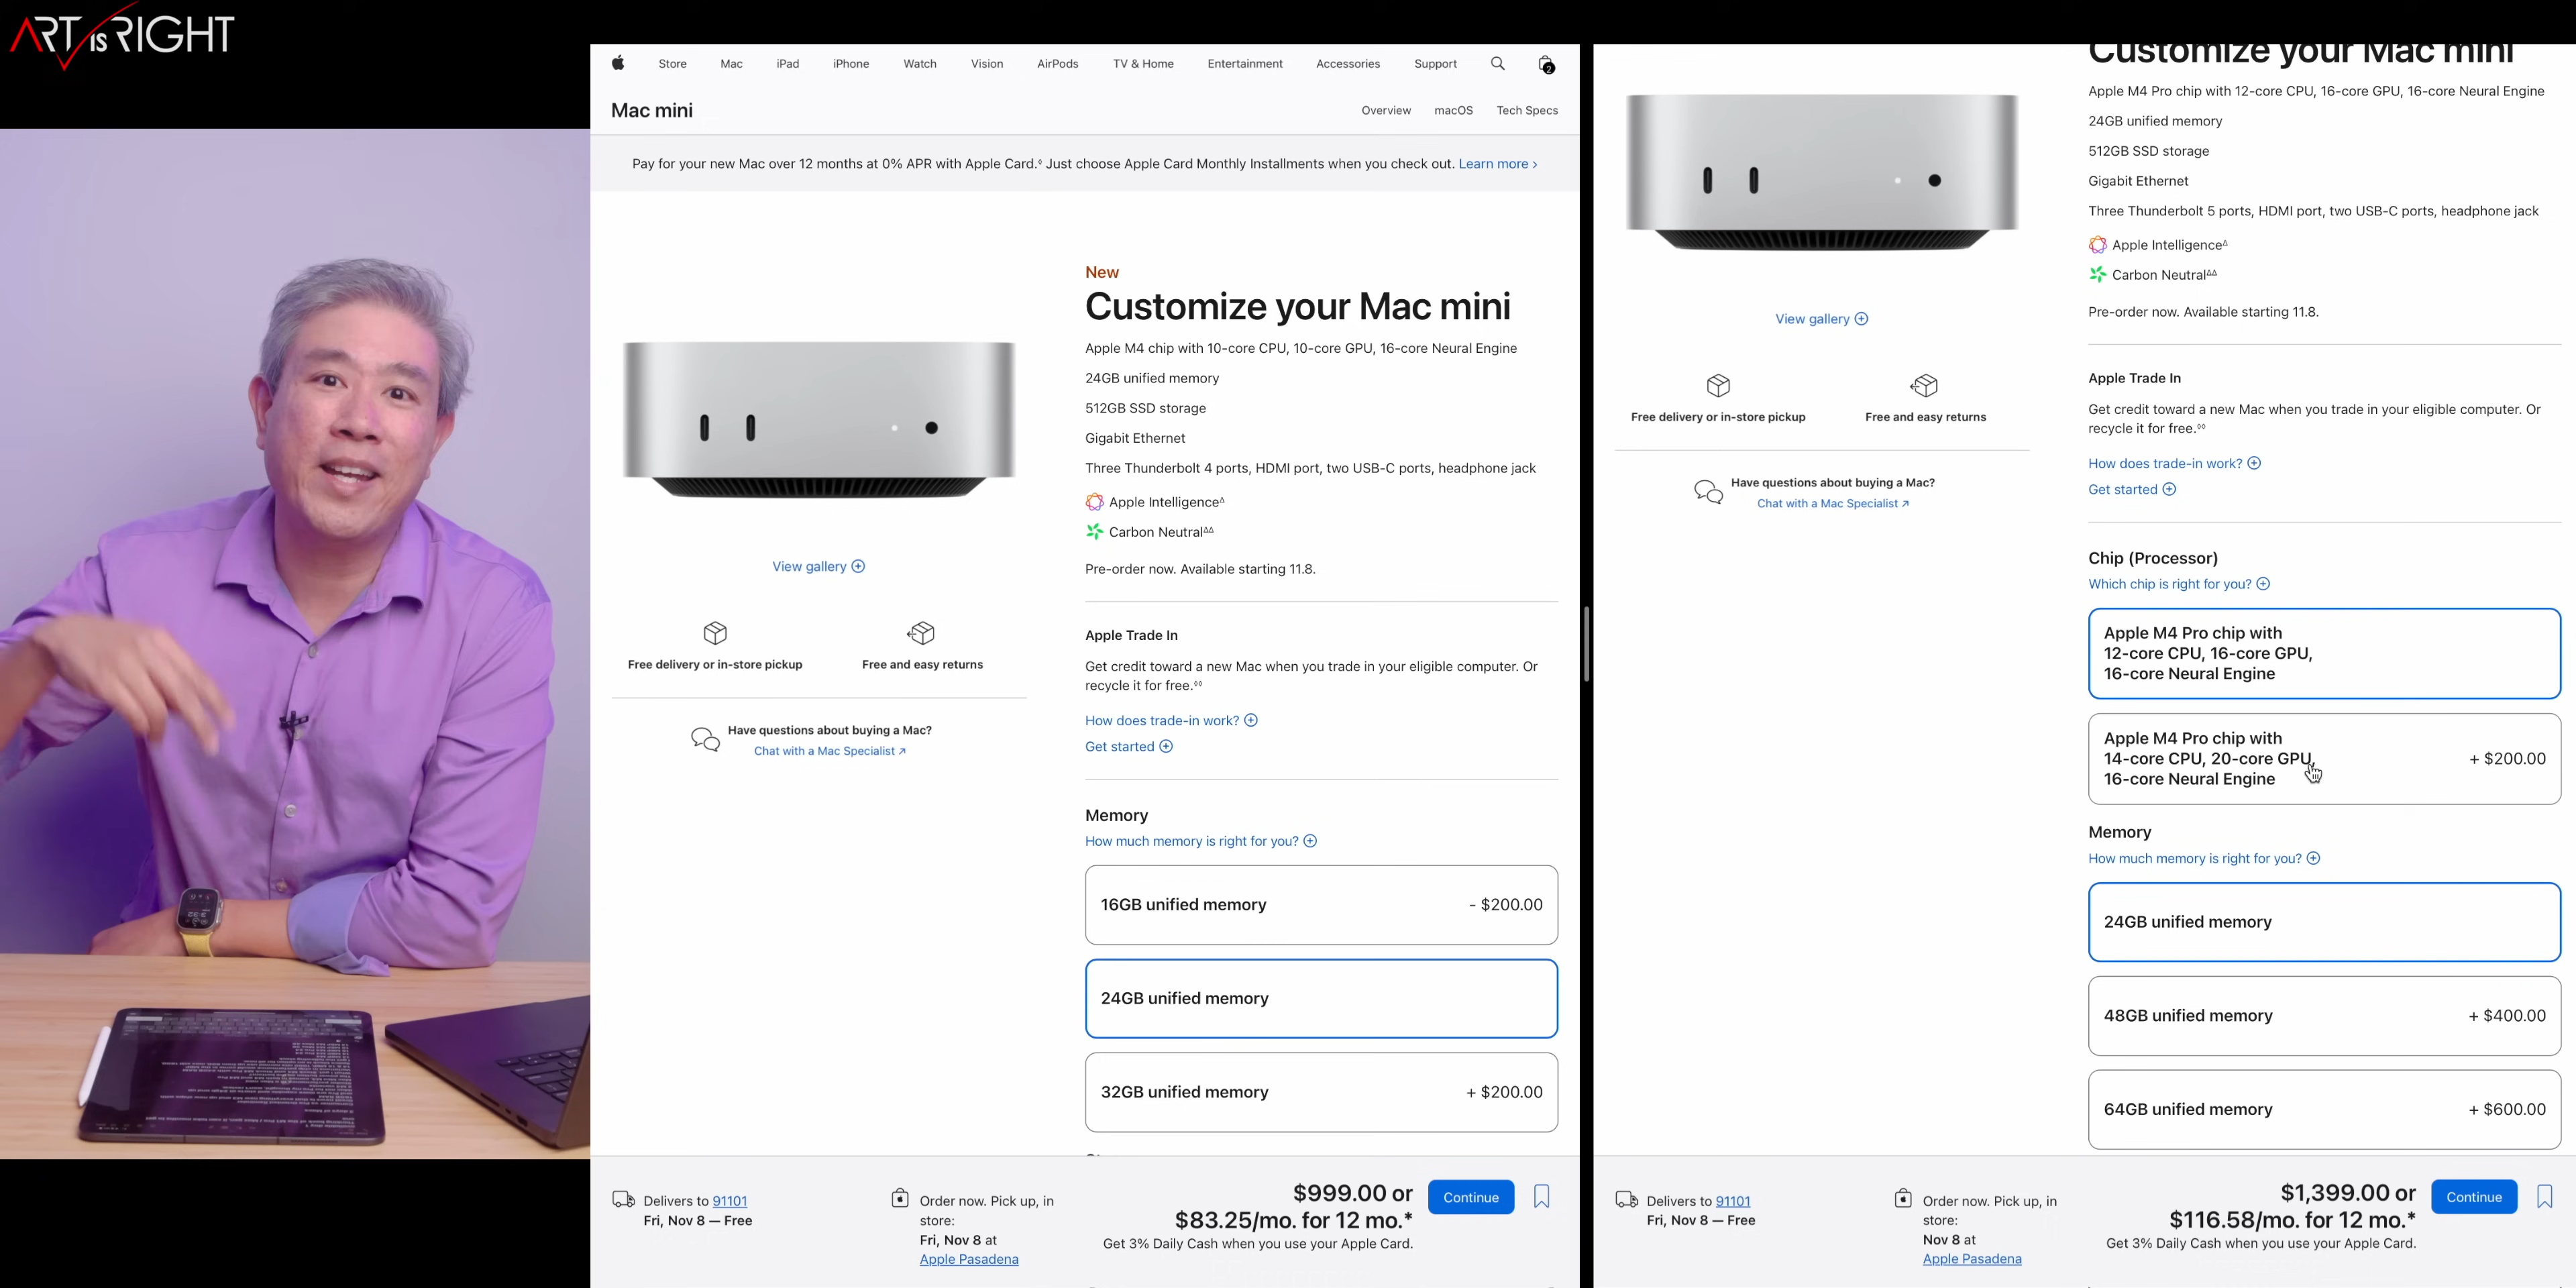 ART IS RIGHT
Store Mac iPad iPhone Watch Vision AirPods TV & Home Entertainment Accessories Support 2
Mac mini
Overview macOS Tech Specs
Pay for your new Mac over 12 months at 0% APR with Apple Card.◊ Just choose Apple Card Monthly Installments when you check out. Learn more >
New
Customize your Mac mini
Apple M4 chip with 10-core CPU, 10-core GPU, 16-core Neural Engine
24GB unified memory
512GB SSD storage
Gigabit Ethernet
Three Thunderbolt 4 ports, HDMI port, two USB-C ports, headphone jack
Apple Intelligence∆
Carbon Neutral∆∆
Pre-order now. Available starting 11.8.
View gallery
Free delivery or in-store pickup
Free and easy returns
Have questions about buying a Mac?
Chat with a Mac Specialist ↗
Apple Trade In
Get credit toward a new Mac when you trade in your eligible computer. Or
recycle it for free.◊◊
How does trade-in work?
Get started
Memory
How much memory is right for you?
16GB unified memory - $200.00
24GB unified memory
32GB unified memory + $200.00
Delivers to 91101
Fri, Nov 8 — Free
Order now. Pick up, in
store:
Fri, Nov 8 at
Apple Pasadena
$999.00 or
$83.25/mo. for 12 mo.*
Get 3% Daily Cash when you use your Apple Card.
Continue
Customize your Mac mini
Apple M4 Pro chip with 12-core CPU, 16-core GPU, 16-core Neural Engine
24GB unified memory
512GB SSD storage
Gigabit Ethernet
Three Thunderbolt 5 ports, HDMI port, two USB-C ports, headphone jack
Apple Intelligence∆
Carbon Neutral∆∆
Pre-order now. Available starting 11.8.
View gallery
Free delivery or in-store pickup
Free and easy returns
Have questions about buying a Mac?
Chat with a Mac Specialist ↗
Apple Trade In
Get credit toward a new Mac when you trade in your eligible computer. Or
recycle it for free.◊◊
How does trade-in work?
Get started
Chip (Processor)
Which chip is right for you?
Apple M4 Pro chip with
12-core CPU, 16-core GPU,
16-core Neural Engine
Apple M4 Pro chip with
14-core CPU, 20-core GPU, + $200.00
16-core Neural Engine
Memory
How much memory is right for you?
24GB unified memory
48GB unified memory + $400.00
64GB unified memory + $600.00
Delivers to 91101
Fri, Nov 8 — Free
Order now. Pick up, in
store:
Nov 8 at
Apple Pasadena
$1,399.00 or
$116.58/mo. for 12 mo.*
Get 3% Daily Cash when you use your Apple Card.
Continue